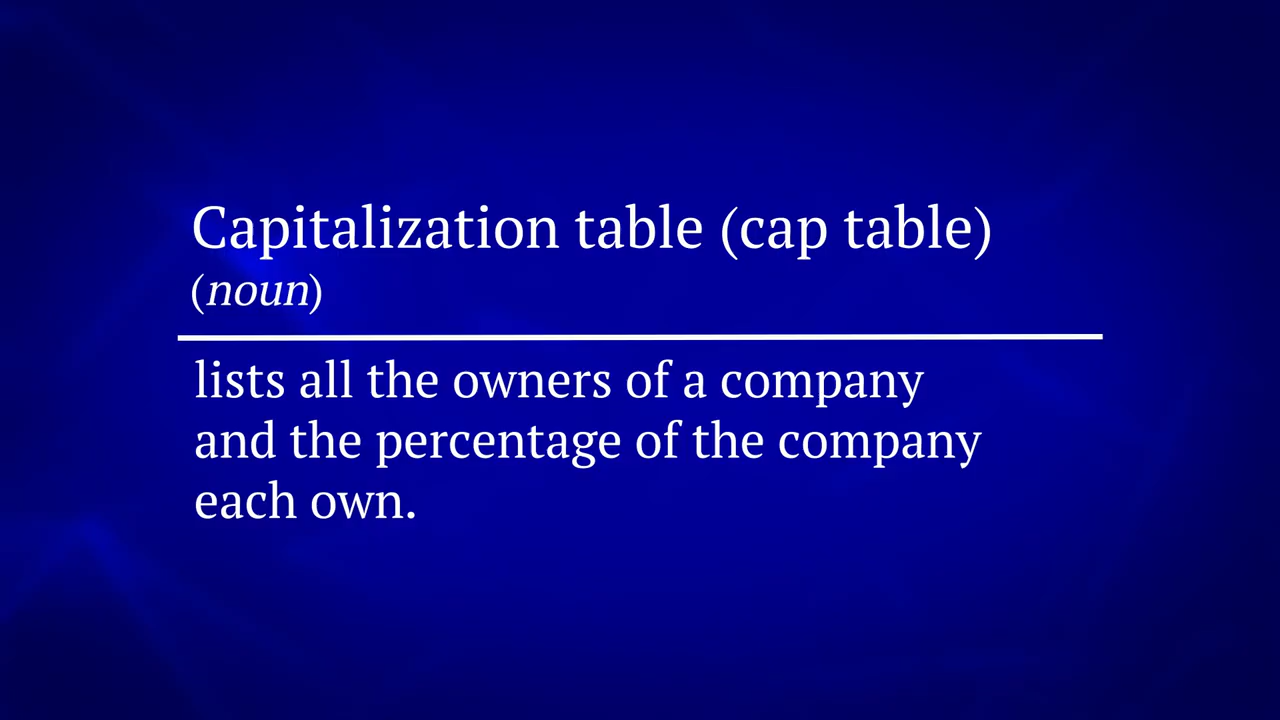 Capitalization table (cap table)
(noun)
lists all the owners of a company
and the percentage of the company
each own.